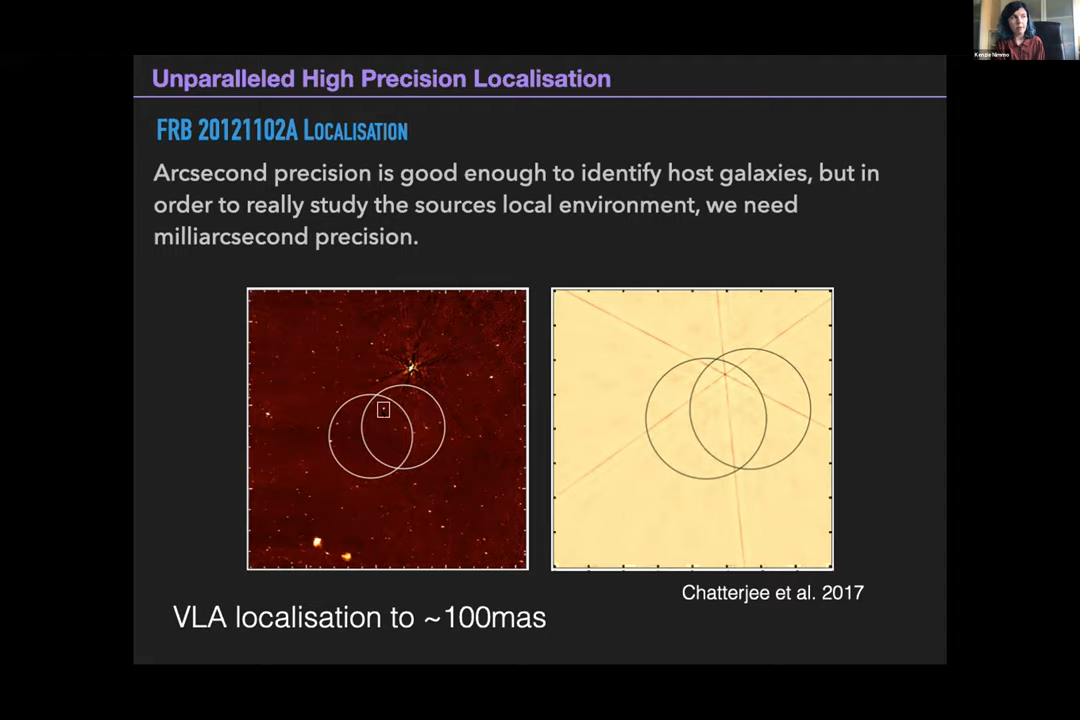 Kenzie Nimmo
Unparalleled High Precision Localisation
FRB 20121102A Localisation
Arcsecond precision is good enough to identify host galaxies, but in
order to really study the sources local environment, we need
milliarcsecond precision.
Chatterjee et al. 2017
VLA localisation to ~100mas